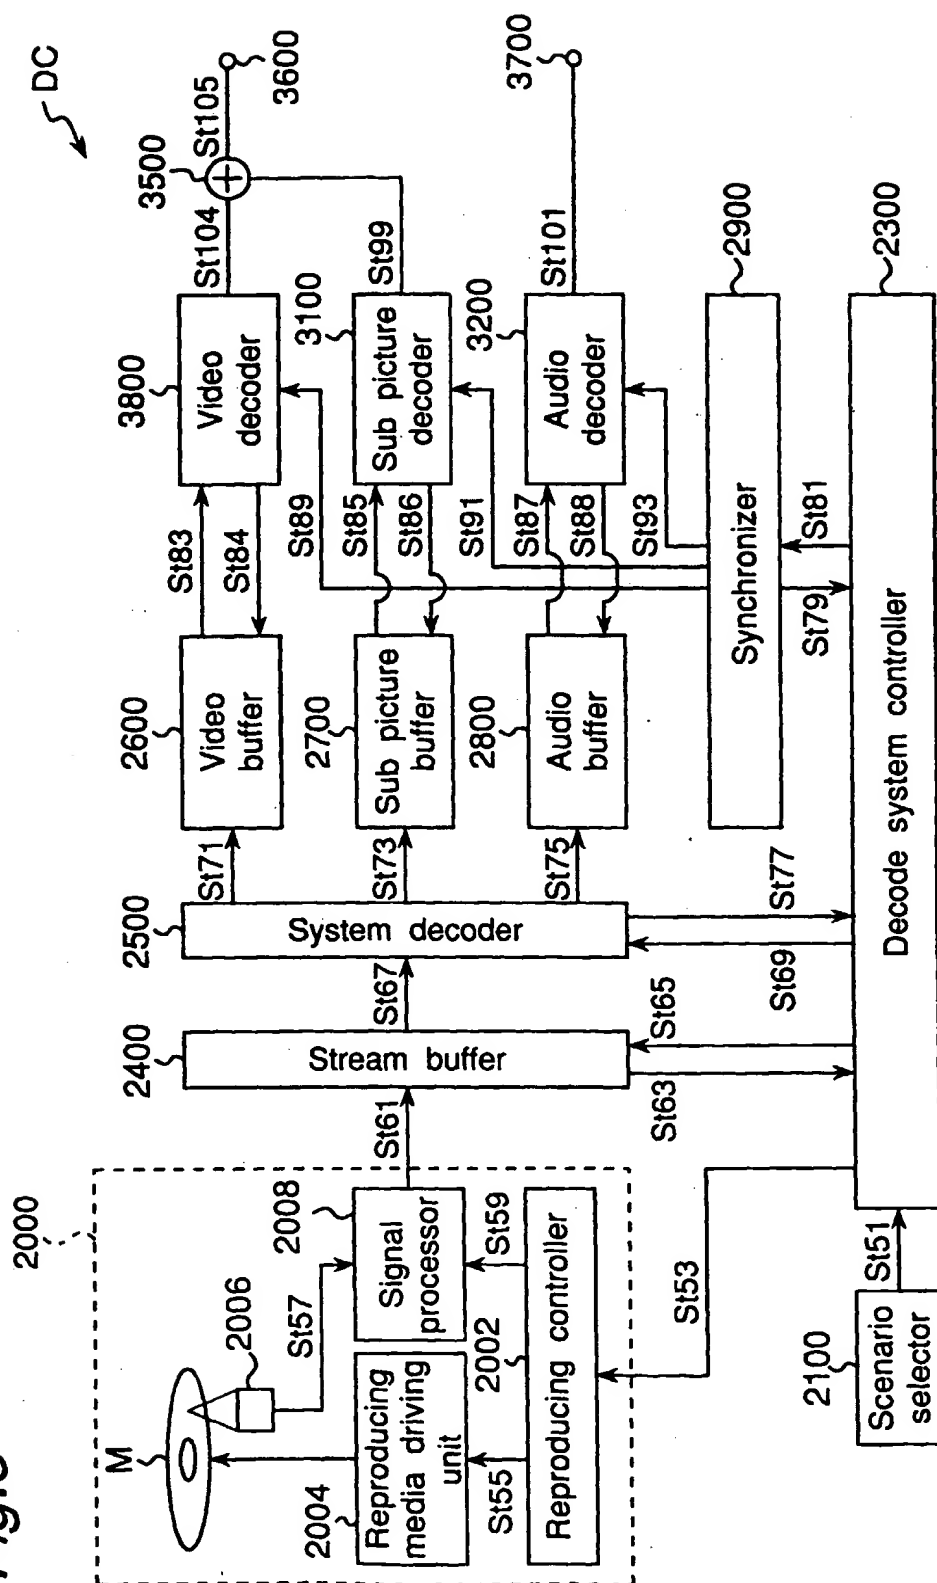 DC
3500
St104
St105
3600
3700
3800
Video
decoder
3100
Sub picture
decoder
St99
3200
Audio
decoder
St101
2900
2300
St83
St84
St89
St85
St86
St91
St87
St88
St93
St81
St79
2600
Video
buffer
2700
Sub picture
buffer
2800
Audio
buffer
Synchronizer
Decode system controller
St71
St73
St75
St77
2500
System decoder
St67
St69
St65
2400
Stream buffer
St61
St63
2000
2008
Signal
processor
St59
2006
St57
2002
Reproducing controller
St53
M
2004
Reproducing
media driving
unit
St55
2100
Scenario
selector
St51